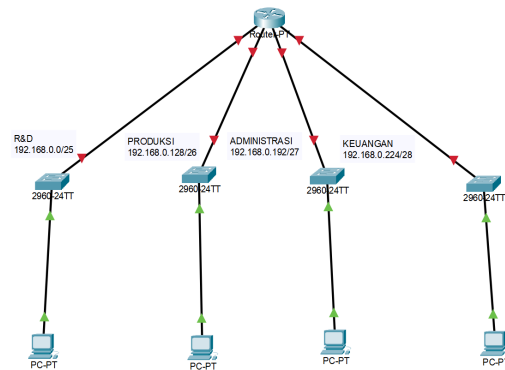 Router-PT
R&D
192.168.0.0/25
PRODUKSI
192.168.0.128/26
ADMINISTRASI
192.168.0.192/27
KEUANGAN
192.168.0.224/28
2960-24TT
2960-24TT
2960-24TT
2960-24TT
PC-PT
PC-PT
PC-PT
PC-P